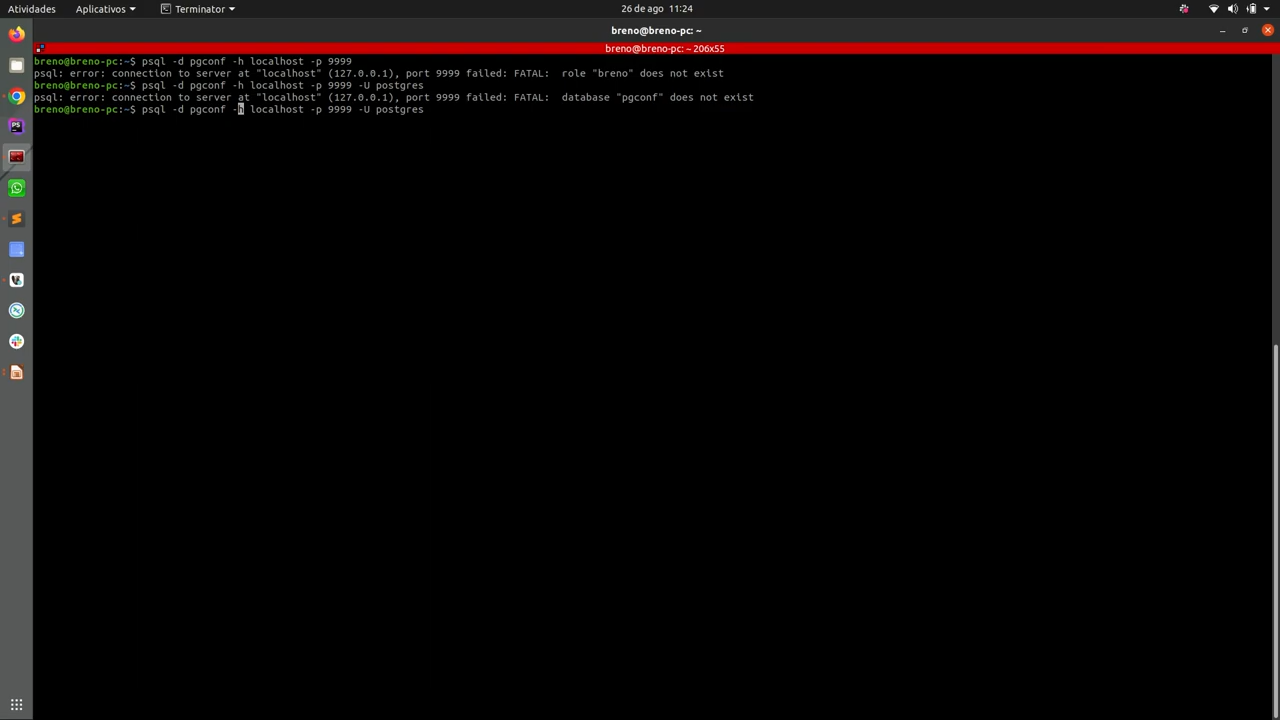 Atividades Aplicativos Terminator 26 de ago 11:24
breno@breno-pc: ~
breno@breno-pc: ~ 206x55
breno@breno-pc:~$ psql -d pgconf -h localhost -p 9999
psql: error: connection to server at "localhost" (127.0.0.1), port 9999 failed: FATAL:  role "breno" does not exist
breno@breno-pc:~$ psql -d pgconf -h localhost -p 9999 -U postgres
psql: error: connection to server at "localhost" (127.0.0.1), port 9999 failed: FATAL:  database "pgconf" does not exist
breno@breno-pc:~$ psql -d pgconf -h localhost -p 9999 -U postgres
PS